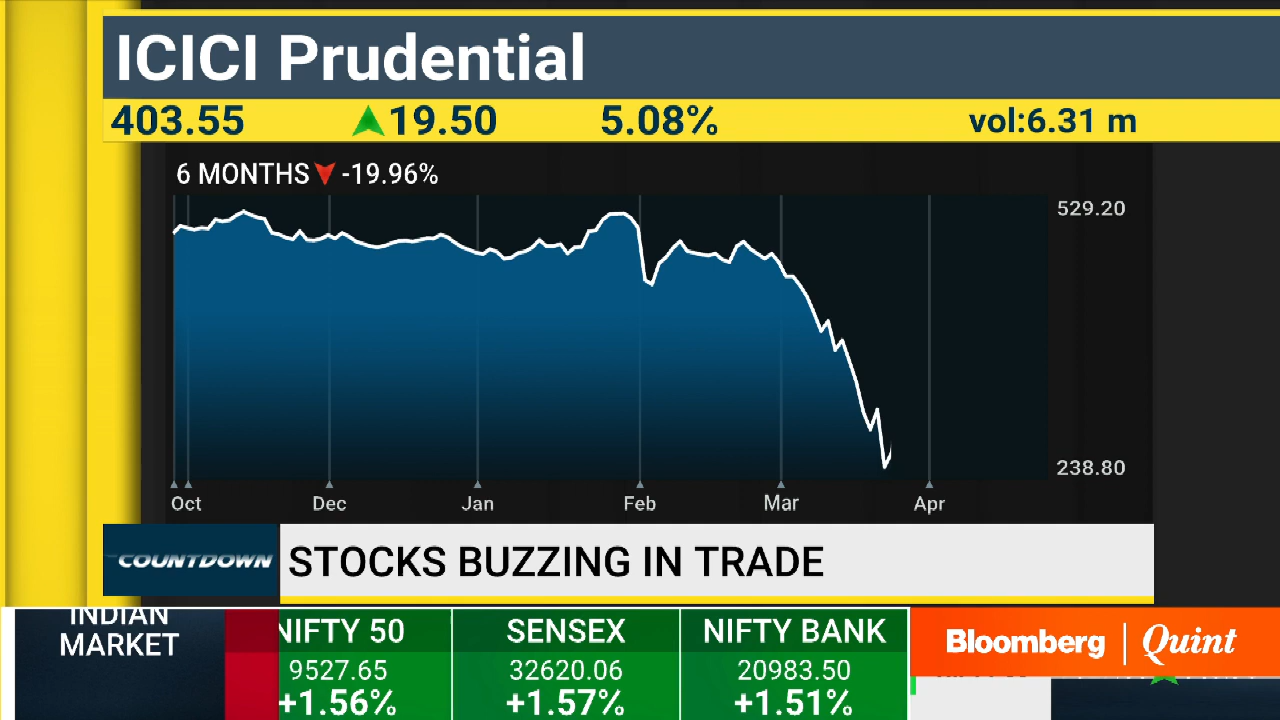 ICICI Prudential
403.55 19.50 5.08% vol:6.31 m
6 MONTHS -19.96%
529.20
238.80
Oct Dec Jan Feb Mar Apr
COUNTDOWN STOCKS BUZZING IN TRADE
INDIAN MARKET
NIFTY 50 SENSEX NIFTY BANK
9527.65 32620.06 20983.50
+1.56% +1.57% +1.51%
Bloomberg | Quint